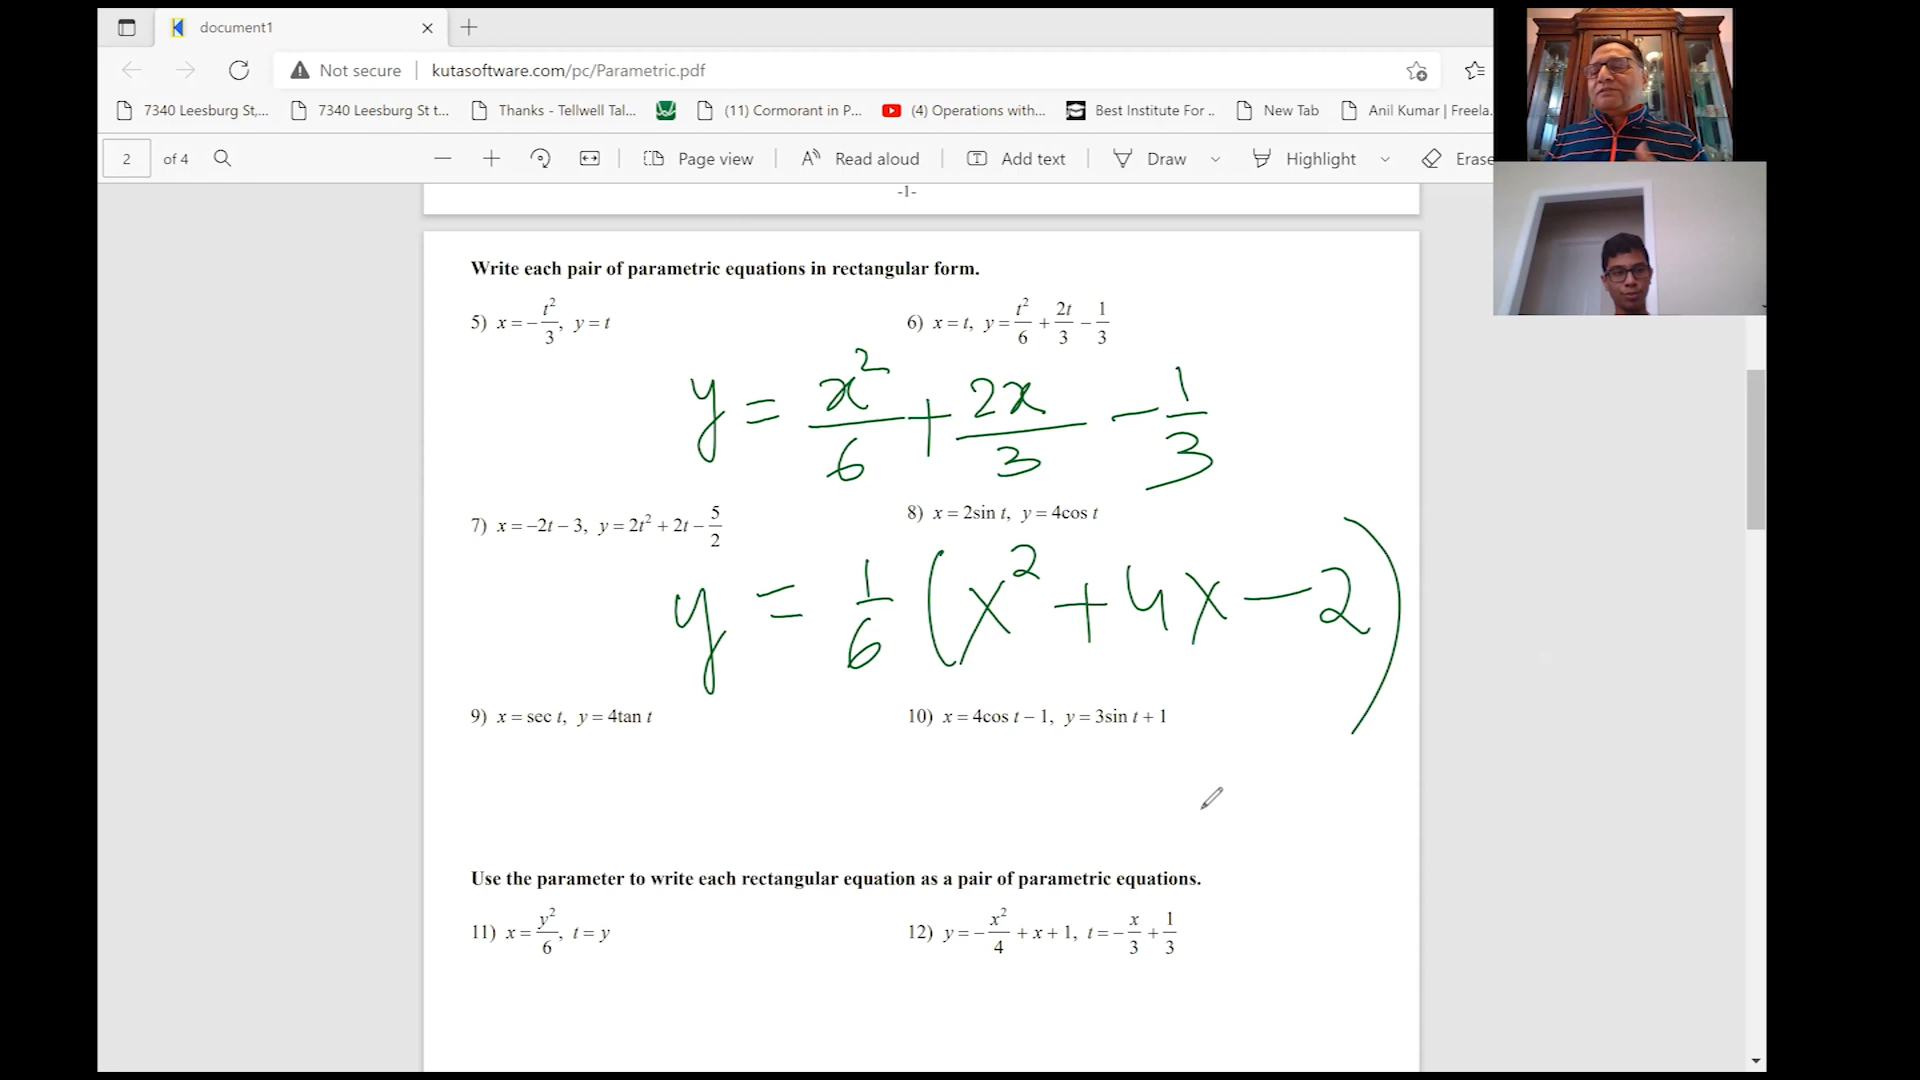 document1
Not secure | kutasoftware.com/pc/Parametric.pdf
7340 Leesburg St,... 7340 Leesburg St t... Thanks - Tellwell Tal... (11) Cormorant in P... (4) Operations with... Best Institute For .. New Tab Anil Kumar | Freela...
2 of 4 Page view Read aloud Add text Draw Highlight Erase
-1-
Write each pair of parametric equations in rectangular form.
5) x = −t²/3, y = t
6) x = t, y = t²/6 + 2t/3 − 1/3
y = x²/6 + 2x/3 − 1/3
7) x = −2t − 3, y = 2t² + 2t − 5/2
8) x = 2sin t, y = 4cos t
y = 1/6 (x² + 4x − 2)
9) x = sec t, y = 4tan t
10) x = 4cos t − 1, y = 3sin t + 1
Use the parameter to write each rectangular equation as a pair of parametric equations.
11) x = y²/6, t = y
12) y = −x²/4 + x + 1, t = −x/3 + 1/3